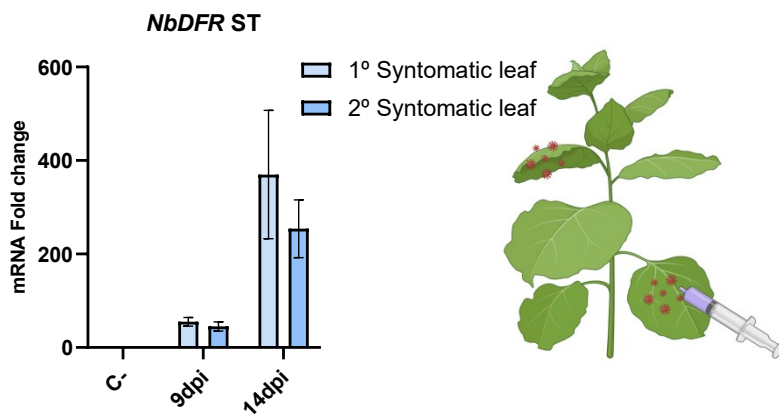 NbDFR ST
1º Syntomatic leaf
2º Syntomatic leaf
mRNA Fold change
600
400
200
0
C-
9dpi
14dpi